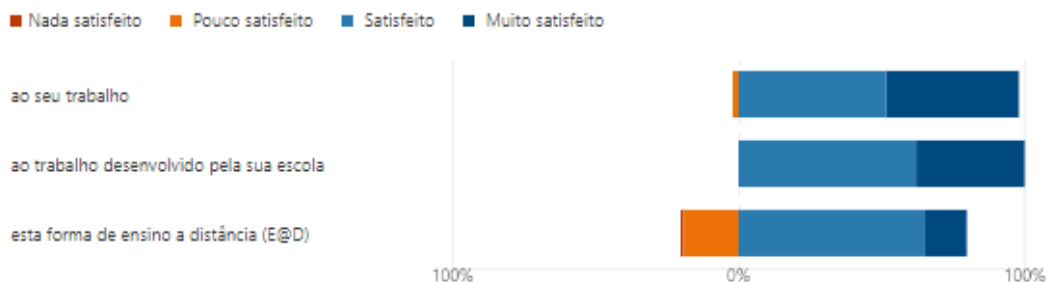 Nada satisfeito Pouco satisfeito Satisfeito Muito satisfeito
ao seu trabalho
ao trabalho desenvolvido pela sua escola
esta forma de ensino a distância (E@D)
100% 0% 100%